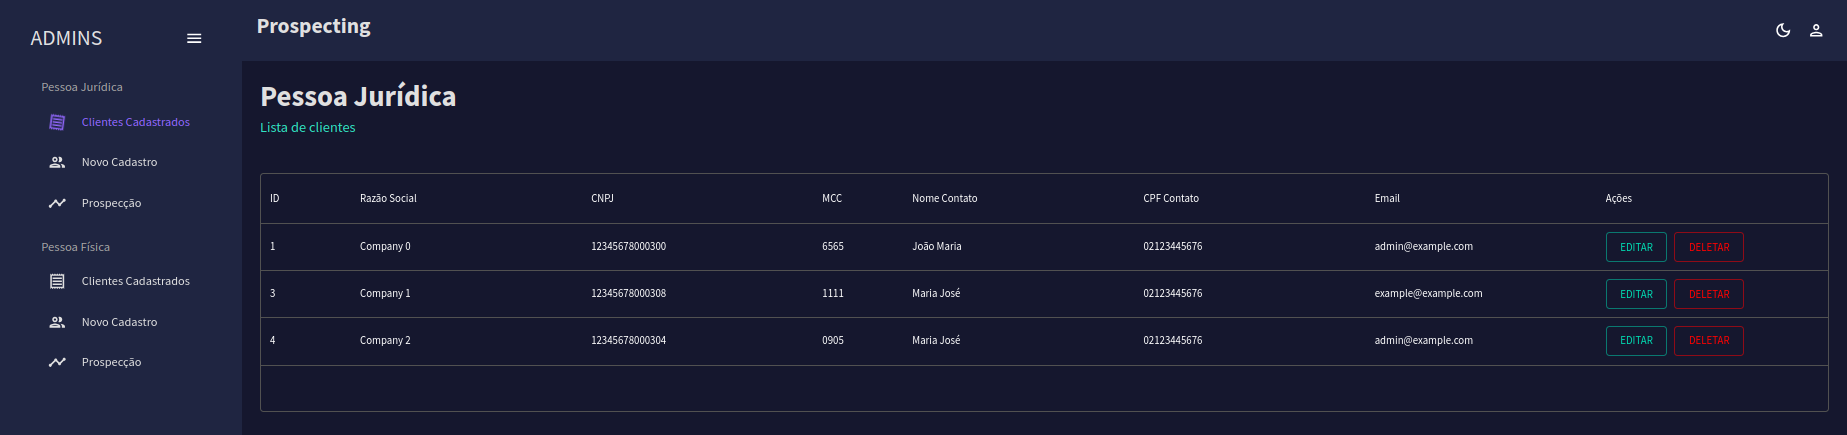 ADMINS
Prospecting
Pessoa Jurídica
Clientes Cadastrados
Novo Cadastro
Prospecção
Pessoa Física
Clientes Cadastrados
Novo Cadastro
Prospecção
Pessoa Jurídica
Lista de clientes
ID Razão Social CNPJ MCC Nome Contato CPF Contato Email Ações
1 Company 0 12345678000300 6565 João Maria 02123445676 admin@example.com EDITAR DELETAR
3 Company 1 12345678000308 1111 Maria José 02123445676 example@example.com EDITAR DELETAR
4 Company 2 12345678000304 0905 Maria José 02123445676 admin@example.com EDITAR DELETAR